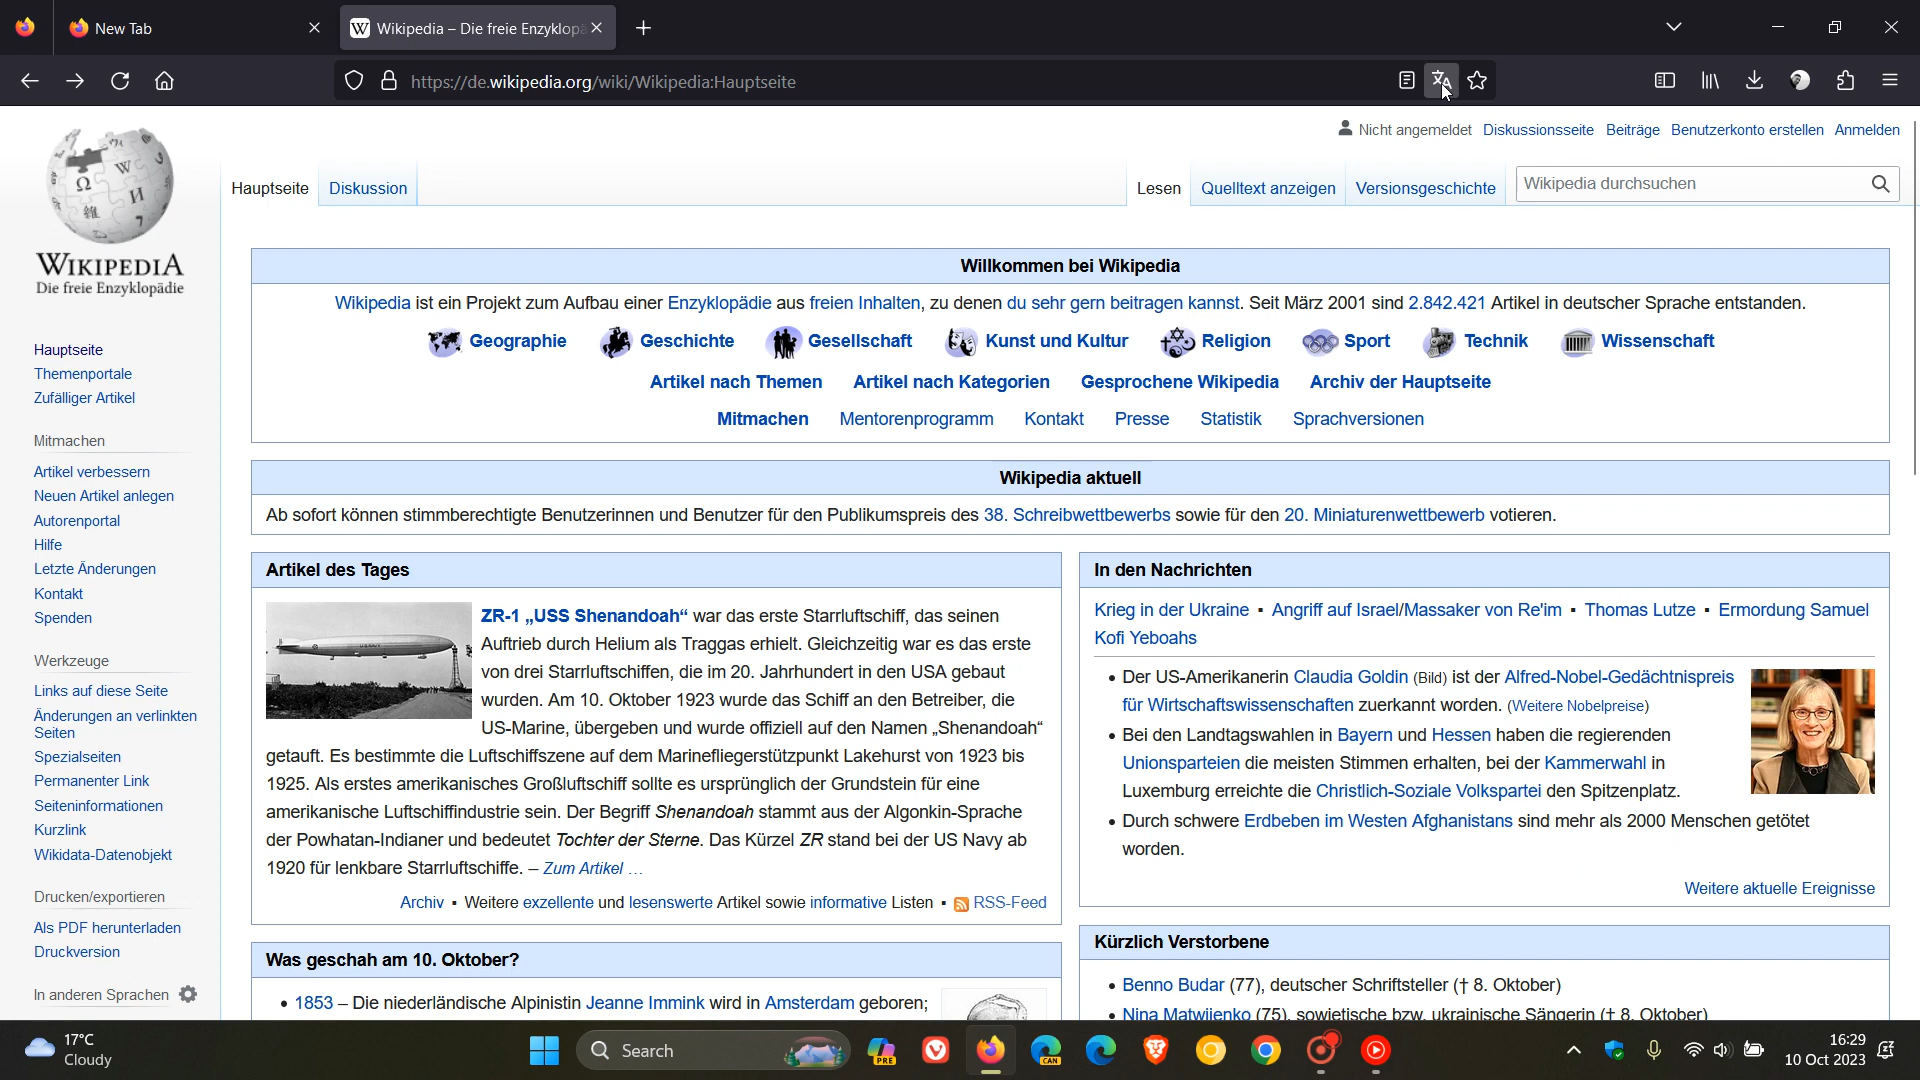 New Tab
Wikipedia – Die freie Enzyklop
https://de.wikipedia.org/wiki/Wikipedia:Hauptseite
Nicht angemeldet Diskussionsseite Beiträge Benutzerkonto erstellen Anmelden
Hauptseite Diskussion Lesen Quelltext anzeigen Versionsgeschichte Wikipedia durchsuchen
WIKIPEDIA
Die freie Enzyklopädie
Hauptseite
Themenportale
Zufälliger Artikel
Mitmachen
Artikel verbessern
Neuen Artikel anlegen
Autorenportal
Hilfe
Letzte Änderungen
Kontakt
Spenden
Werkzeuge
Links auf diese Seite
Änderungen an verlinkten
Seiten
Spezialseiten
Permanenter Link
Seiteninformationen
Kurzlink
Wikidata-Datenobjekt
Drucken/exportieren
Als PDF herunterladen
Druckversion
In anderen Sprachen
Willkommen bei Wikipedia
Wikipedia ist ein Projekt zum Aufbau einer Enzyklopädie aus freien Inhalten, zu denen du sehr gern beitragen kannst. Seit März 2001 sind 2.842.421 Artikel in deutscher Sprache entstanden.
Geographie Geschichte Gesellschaft Kunst und Kultur Religion Sport Technik Wissenschaft
Artikel nach Themen Artikel nach Kategorien Gesprochene Wikipedia Archiv der Hauptseite
Mitmachen Mentorenprogramm Kontakt Presse Statistik Sprachversionen
Wikipedia aktuell
Ab sofort können stimmberechtigte Benutzerinnen und Benutzer für den Publikumspreis des 38. Schreibwettbewerbs sowie für den 20. Miniaturenwettbewerb votieren.
Artikel des Tages
ZR-1 „USS Shenandoah“ war das erste Starrluftschiff, das seinen
Auftrieb durch Helium als Traggas erhielt. Gleichzeitig war es das erste
von drei Starrluftschiffen, die im 20. Jahrhundert in den USA gebaut
wurden. Am 10. Oktober 1923 wurde das Schiff an den Betreiber, die
US-Marine, übergeben und wurde offiziell auf den Namen „Shenandoah“
getauft. Es bestimmte die Luftschiffszene auf dem Marinefliegerstützpunkt Lakehurst von 1923 bis
1925. Als erstes amerikanisches Großluftschiff sollte es ursprünglich der Grundstein für eine
amerikanische Luftschiffindustrie sein. Der Begriff Shenandoah stammt aus der Algonkin-Sprache
der Powhatan-Indianer und bedeutet Tochter der Sterne. Das Kürzel ZR stand bei der US Navy ab
1920 für lenkbare Starrluftschiffe. – Zum Artikel …
Archiv ▪ Weitere exzellente und lesenswerte Artikel sowie informative Listen ▪ RSS-Feed
Was geschah am 10. Oktober?
• 1853 – Die niederländische Alpinistin Jeanne Immink wird in Amsterdam geboren;
In den Nachrichten
Krieg in der Ukraine ▪ Angriff auf Israel/Massaker von Re'im ▪ Thomas Lutze ▪ Ermordung Samuel
Kofi Yeboahs
• Der US-Amerikanerin Claudia Goldin (Bild) ist der Alfred-Nobel-Gedächtnispreis
für Wirtschaftswissenschaften zuerkannt worden. (Weitere Nobelpreise)
• Bei den Landtagswahlen in Bayern und Hessen haben die regierenden
Unionsparteien die meisten Stimmen erhalten, bei der Kammerwahl in
Luxemburg erreichte die Christlich-Soziale Volkspartei den Spitzenplatz.
• Durch schwere Erdbeben im Westen Afghanistans sind mehr als 2000 Menschen getötet
worden.
Weitere aktuelle Ereignisse
Kürzlich Verstorbene
• Benno Budar (77), deutscher Schriftsteller († 8. Oktober)
• Nina Matwijenko (75), sowjetische bzw. ukrainische Sängerin († 8. Oktober)
17°C
Cloudy
Search
PRE
CAN
16:29
10 Oct 2023